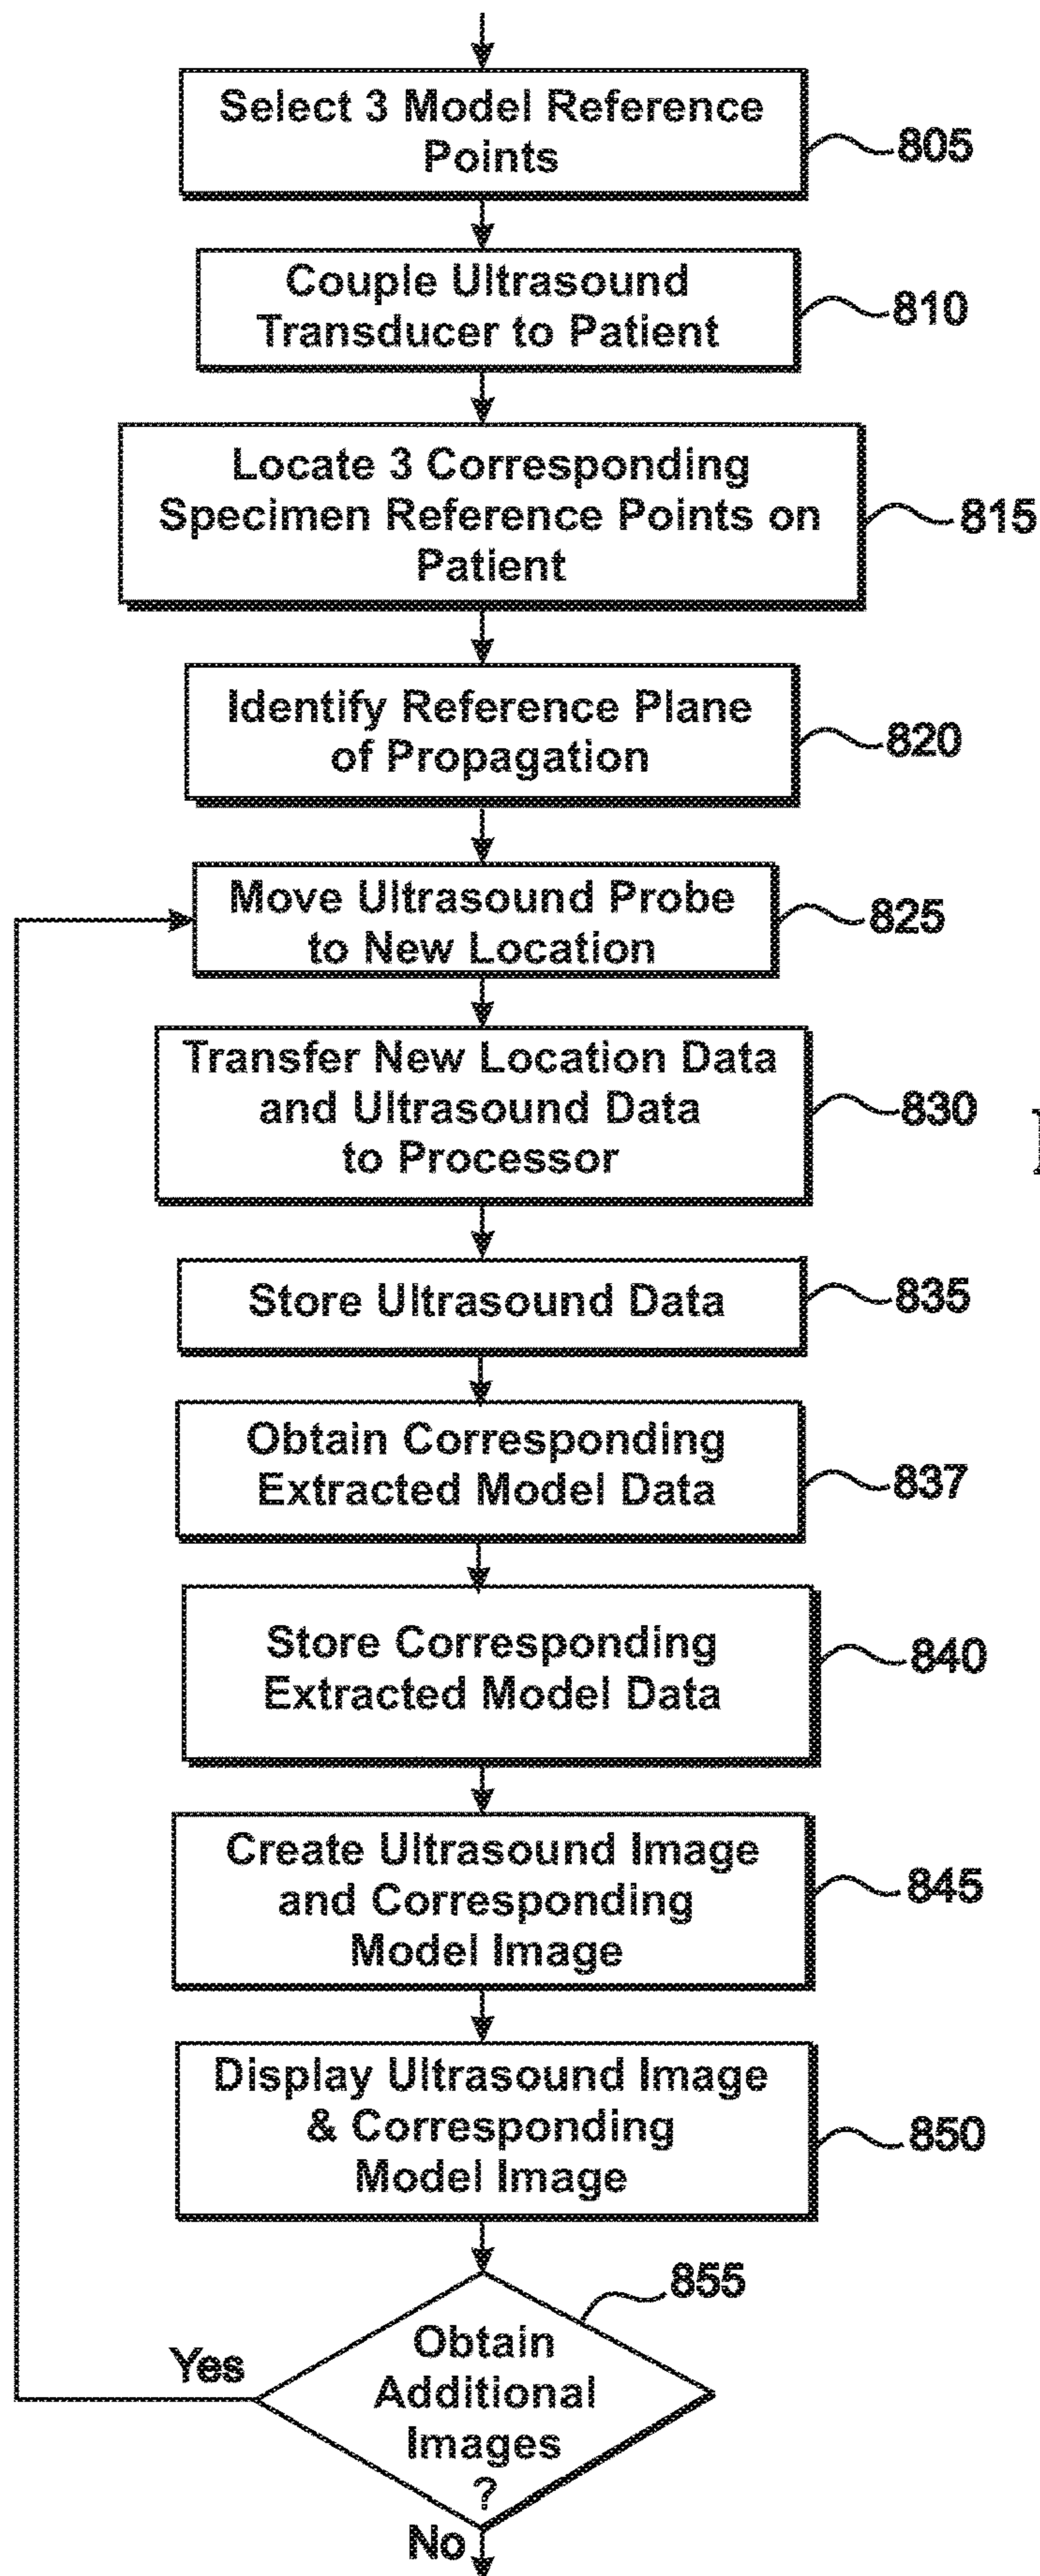 Select 3 Model Reference
Points
805
Couple Ultrasound
Transducer to Patient
810
Locate 3 Corresponding
Specimen Reference Points on
Patient
815
Identify Reference Plane
of Propagation
820
Move Ultrasound Probe
to New Location
825
Transfer New Location Data
and Ultrasound Data
to Processor
830
Store Ultrasound Data
835
Obtain Corresponding
Extracted Model Data
837
Store Corresponding
Extracted Model Data
840
Create Ultrasound Image
and Corresponding
Model Image
845
Display Ultrasound Image
& Corresponding
Model Image
850
855
Obtain
Additional
Images
?
Yes
No